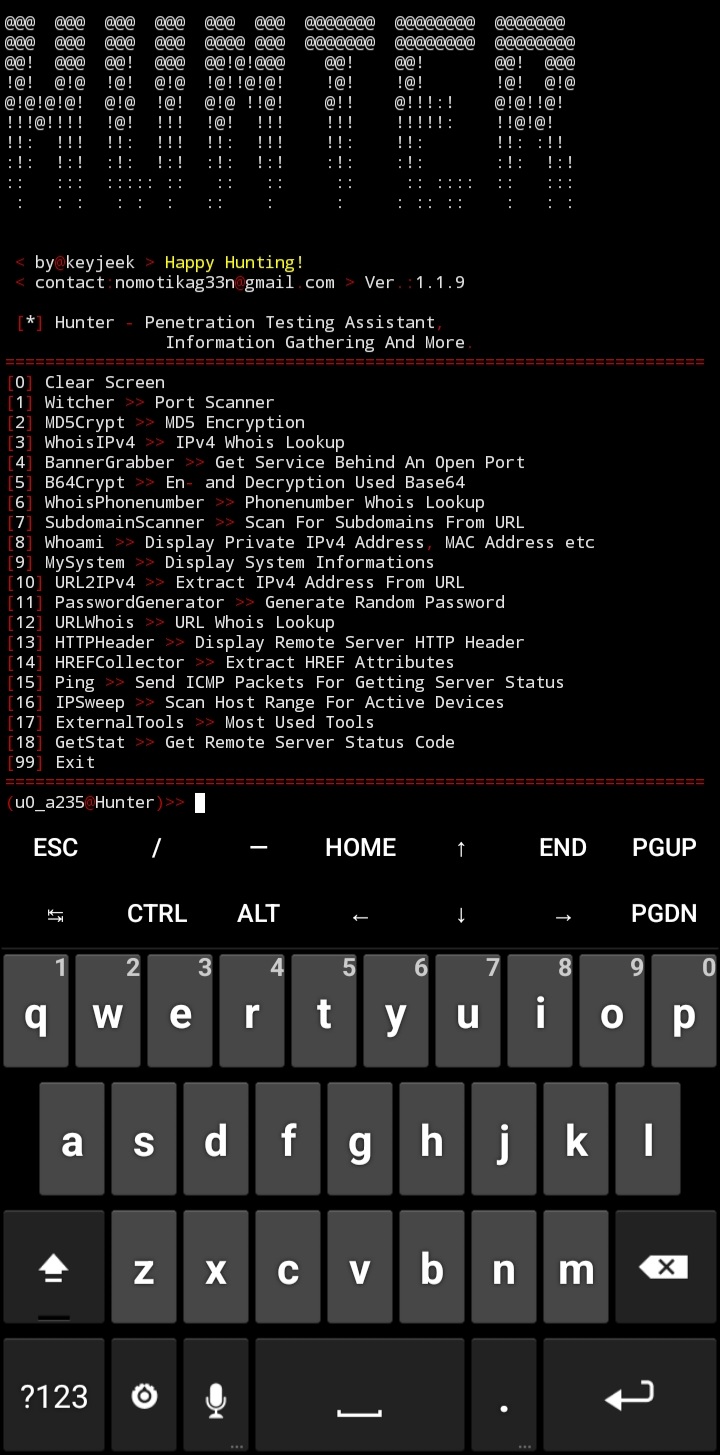 HUNTER
< by@keyjeek > Happy Hunting!
< contact:nomotikag33n@gmail.com > Ver.:1.1.9
[*] Hunter - Penetration Testing Assistant,
Information Gathering And More.
======================================================================
[0] Clear Screen
[1] Witcher >> Port Scanner
[2] MD5Crypt >> MD5 Encryption
[3] WhoisIPv4 >> IPv4 Whois Lookup
[4] BannerGrabber >> Get Service Behind An Open Port
[5] B64Crypt >> En- and Decryption Used Base64
[6] WhoisPhonenumber >> Phonenumber Whois Lookup
[7] SubdomainScanner >> Scan For Subdomains From URL
[8] Whoami >> Display Private IPv4 Address, MAC Address etc
[9] MySystem >> Display System Informations
[10] URL2IPv4 >> Extract IPv4 Address From URL
[11] PasswordGenerator >> Generate Random Password
[12] URLWhois >> URL Whois Lookup
[13] HTTPHeader >> Display Remote Server HTTP Header
[14] HREFCollector >> Extract HREF Attributes
[15] Ping >> Send ICMP Packets For Getting Server Status
[16] IPSweep >> Scan Host Range For Active Devices
[17] ExternalTools >> Most Used Tools
[18] GetStat >> Get Remote Server Status Code
[99] Exit
======================================================================
(u0_a235@Hunter)>>
ESC / — HOME ↑ END PGUP
↹ CTRL ALT ← ↓ → PGDN
1 2 3 4 5 6 7 8 9 0
q w e r t y u i o p
a s d f g h j k l
z x c v b n m
?123 .